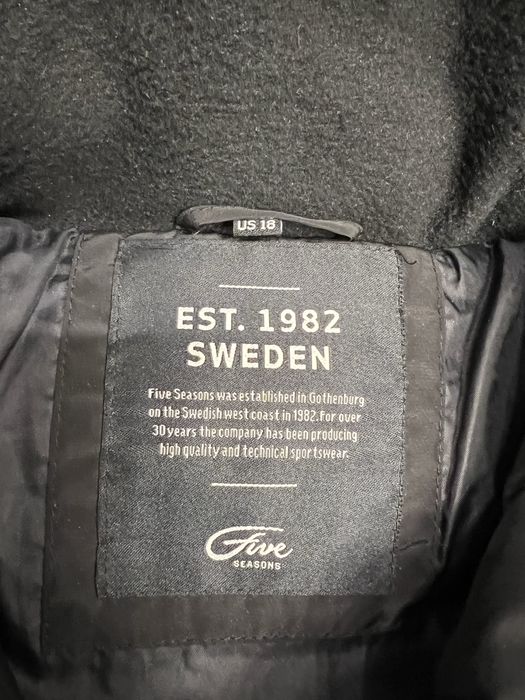 US 18
EST. 1982
SWEDEN
Five Seasons was established in Gothenburg
on the Swedish west coast in 1982. For over
30 years the company has been producing
high quality and technical sportswear.
Five
SEASONS